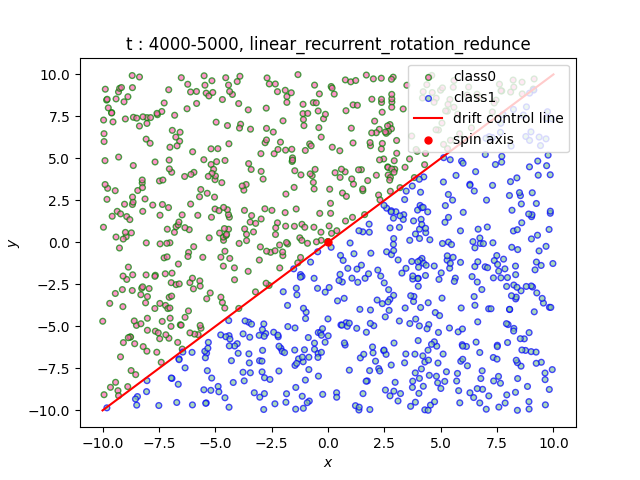 t : 4000-5000, linear_recurrent_rotation_redunce
class0
class1
drift control line
spin axis
10.0
7.5
5.0
2.5
0.0
−2.5
−5.0
−7.5
−10.0
y
−10.0 −7.5 −5.0 −2.5 0.0 2.5 5.0 7.5 10.0
x